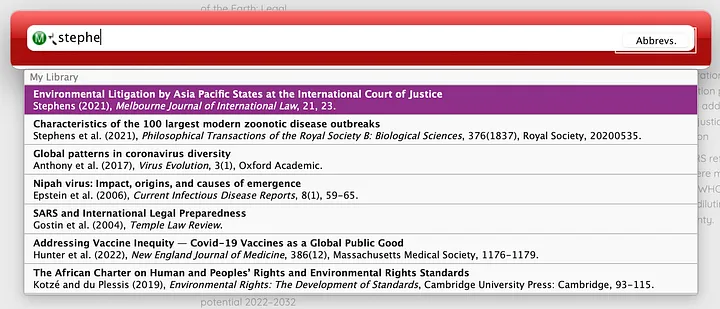 of the Earth: Legal
M stephe
Abbrevs.
My Library
Environmental Litigation by Asia Pacific States at the International Court of Justice
Stephens (2021), Melbourne Journal of International Law, 21, 23.
Characteristics of the 100 largest modern zoonotic disease outbreaks
Stephens et al. (2021), Philosophical Transactions of the Royal Society B: Biological Sciences, 376(1837), Royal Society, 20200535.
Global patterns in coronavirus diversity
Anthony et al. (2017), Virus Evolution, 3(1), Oxford Academic.
Nipah virus: Impact, origins, and causes of emergence
Epstein et al. (2006), Current Infectious Disease Reports, 8(1), 59-65.
SARS and International Legal Preparedness
Gostin et al. (2004), Temple Law Review.
Addressing Vaccine Inequity — Covid-19 Vaccines as a Global Public Good
Hunter et al. (2022), New England Journal of Medicine, 386(12), Massachusetts Medical Society, 1176-1179.
The African Charter on Human and Peoples' Rights and Environmental Rights Standards
Kotzé and du Plessis (2019), Environmental Rights: The Development of Standards, Cambridge University Press: Cambridge, 93-115.
potential 2022-2032